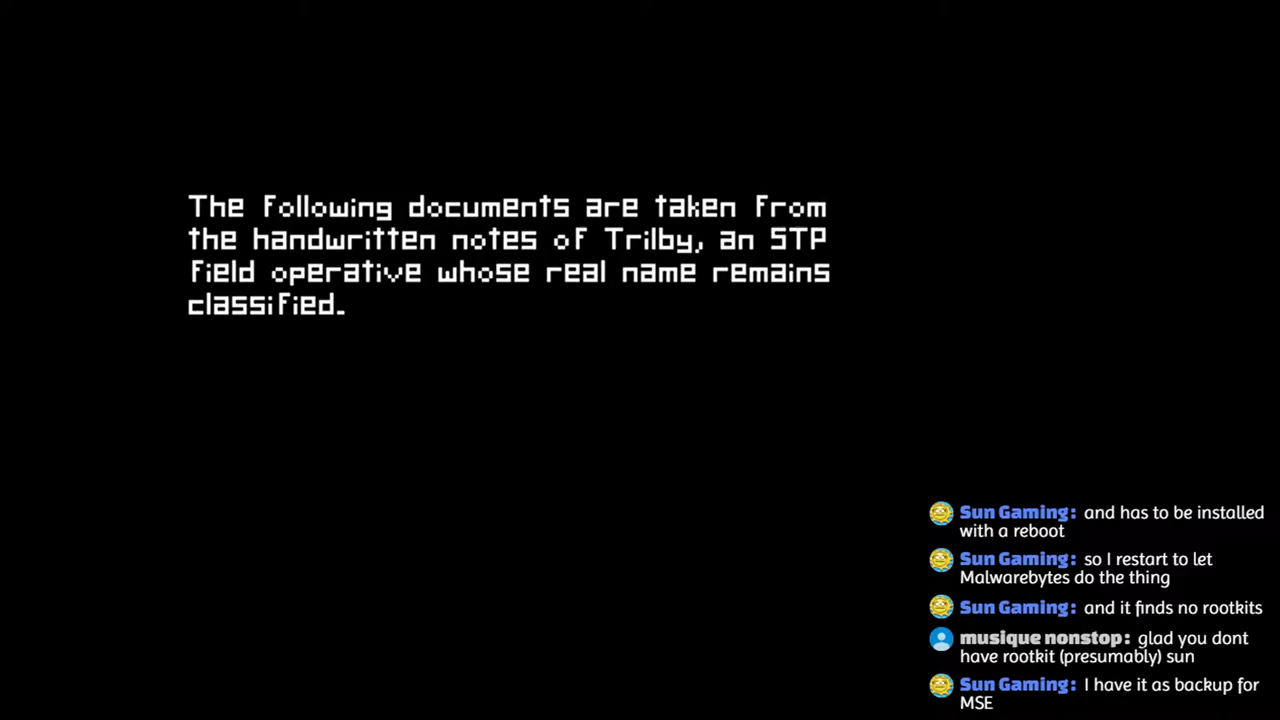 The following documents are taken from
the handwritten notes of Trilby, an STP
field operative whose real name remains
classified.
Sun Gaming: and has to be installed
with a reboot
Sun Gaming: so I restart to let
Malwarebytes do the thing
Sun Gaming: and it finds no rootkits
musique nonstop: glad you dont
have rootkit (presumably) sun
Sun Gaming: I have it as backup for
MSE